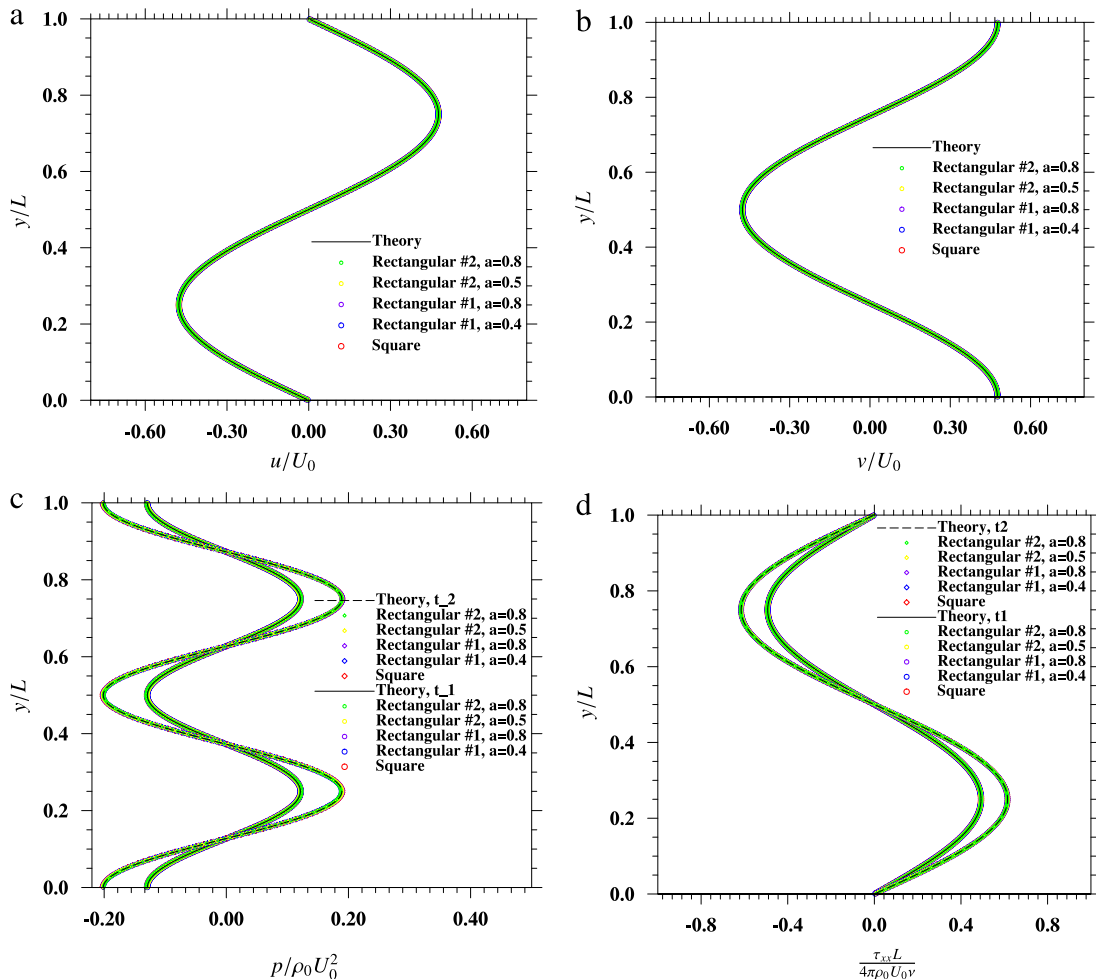 a
1.0
0.8
0.6
0.4
0.2
0.0
y/L
Theory
Rectangular #2, a=0.8
Rectangular #2, a=0.5
Rectangular #1, a=0.8
Rectangular #1, a=0.4
Square
-0.60 -0.30 0.00 0.30 0.60
u/U₀
b
1.0
0.8
0.6
0.4
0.2
0.0
y/L
Theory
Rectangular #2, a=0.8
Rectangular #2, a=0.5
Rectangular #1, a=0.8
Rectangular #1, a=0.4
Square
-0.60 -0.30 0.00 0.30 0.60
v/U₀
c
1.0
0.8
0.6
0.4
0.2
0.0
y/L
Theory, t_2
Rectangular #2, a=0.8
Rectangular #2, a=0.5
Rectangular #1, a=0.8
Rectangular #1, a=0.4
Square
Theory, t_1
Rectangular #2, a=0.8
Rectangular #2, a=0.5
Rectangular #1, a=0.8
Rectangular #1, a=0.4
Square
-0.20 0.00 0.20 0.40
p/ρ₀U₀²
d
1.0
0.8
0.6
0.4
0.2
0.0
y/L
Theory, t2
Rectangular #2, a=0.8
Rectangular #2, a=0.5
Rectangular #1, a=0.8
Rectangular #1, a=0.4
Square
Theory, t1
Rectangular #2, a=0.8
Rectangular #2, a=0.5
Rectangular #1, a=0.8
Rectangular #1, a=0.4
Square
-0.8 -0.4 0.0 0.4 0.8
τₓₓL
4πρ₀U₀ν